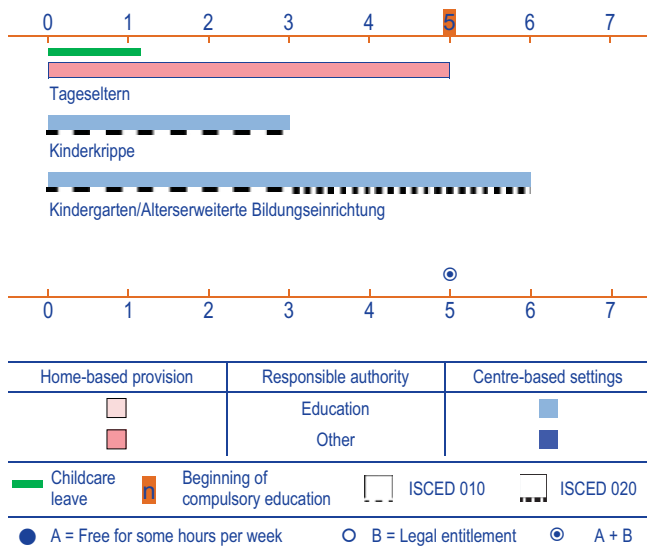 0 1 2 3 4 5 6 7
Tageseltern
Kinderkrippe
Kindergarten/Alterserweiterte Bildungseinrichtung
0 1 2 3 4 5 6 7
Home-based provision Responsible authority Centre-based settings
Education
Other
Childcare leave
n Beginning of compulsory education
ISCED 010
ISCED 020
A = Free for some hours per week B = Legal entitlement A + B